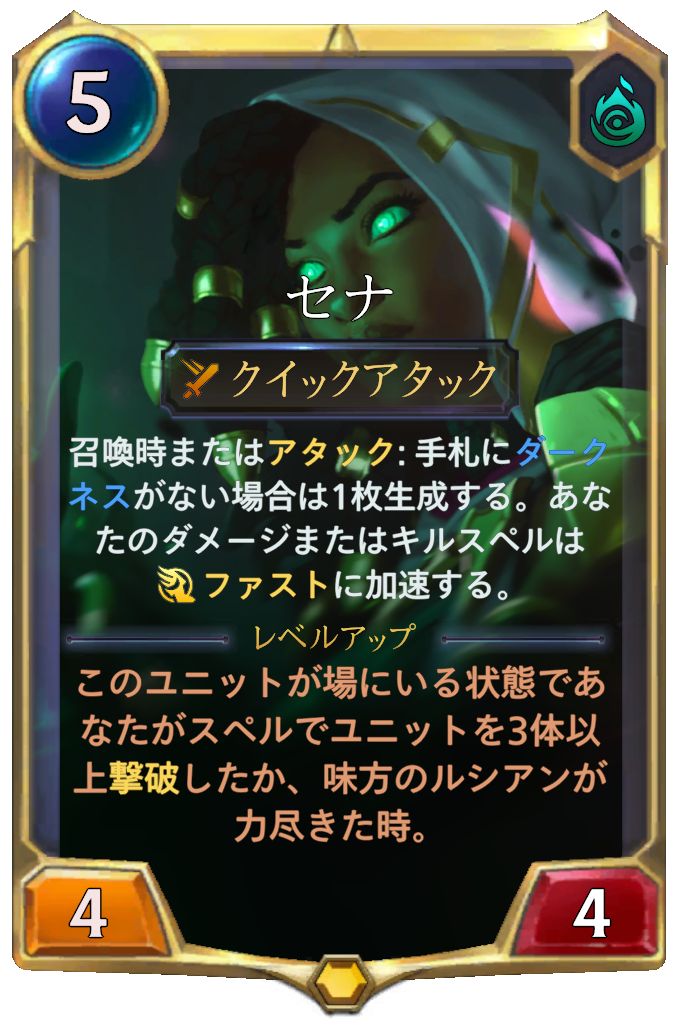 5
セナ
クイックアタック
召喚時またはアタック: 手札にダーク
ネスがない場合は1枚生成する。あな
たのダメージまたはキルスペルは
ファストに加速する。
レベルアップ
このユニットが場にいる状態であ
なたがスペルでユニットを3体以
上撃破したか、味方のルシアンが
力尽きた時。
4
4